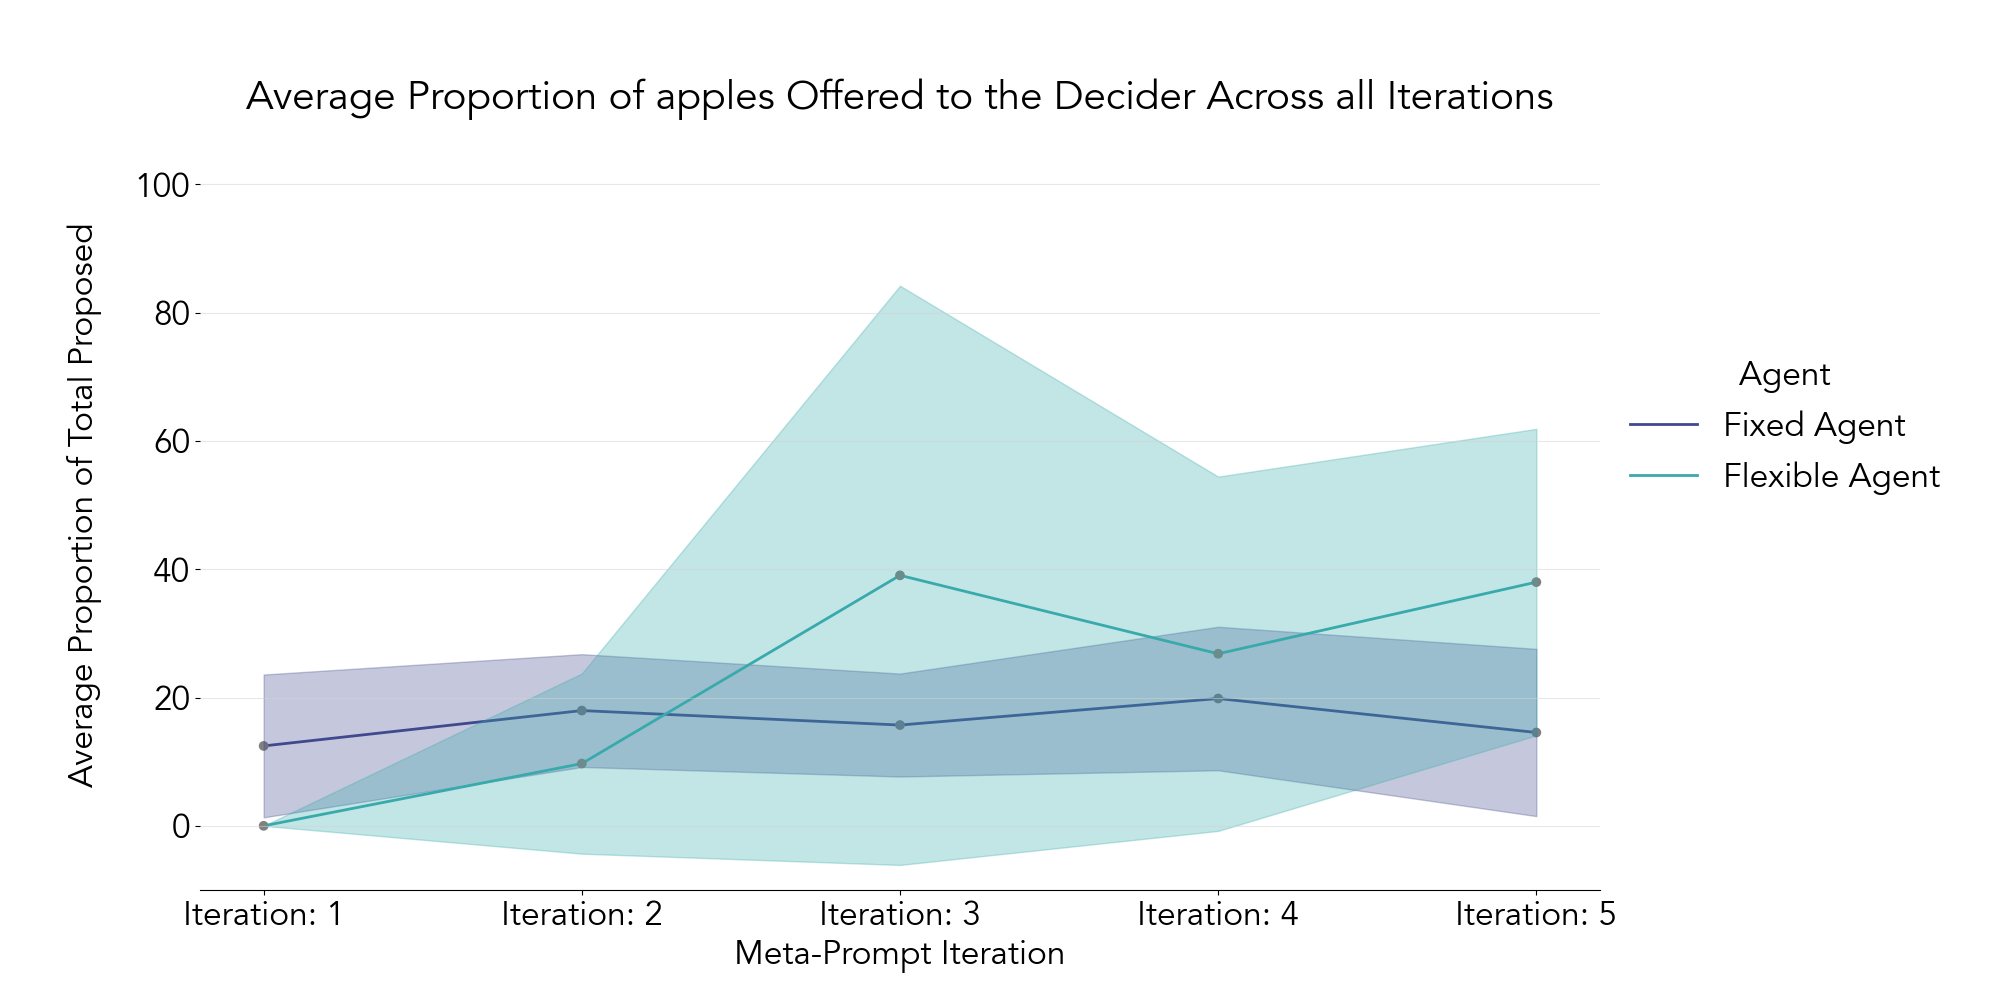 Average Proportion of apples Offered to the Decider Across all Iterations
Average Proportion of Total Proposed
100
80
60
40
20
0
Iteration: 1
Iteration: 2
Iteration: 3
Iteration: 4
Iteration: 5
Meta-Prompt Iteration
Agent
Fixed Agent
Flexible Agent